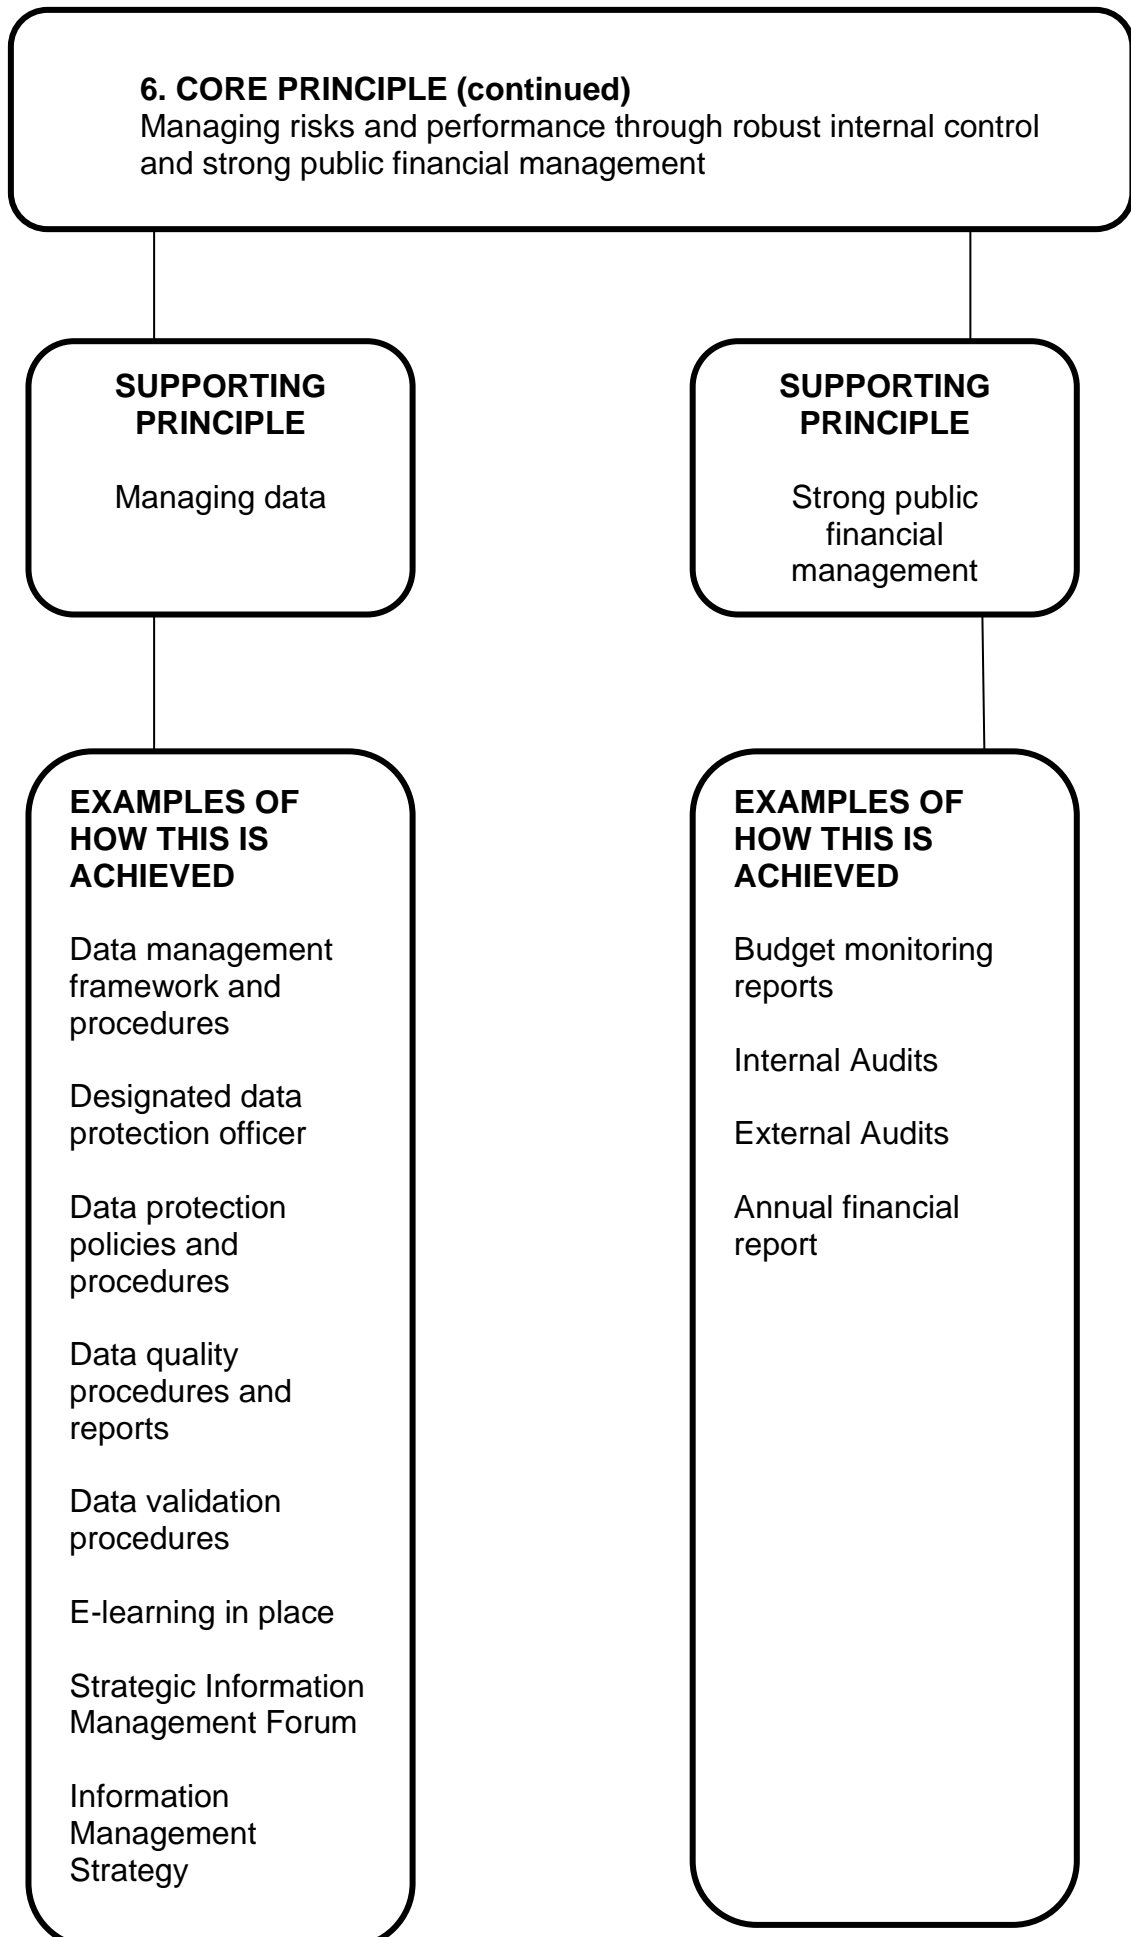 6. CORE PRINCIPLE (continued)
Managing risks and performance through robust internal control
and strong public financial management
SUPPORTING
PRINCIPLE
Managing data
SUPPORTING
PRINCIPLE
Strong public
financial
management
EXAMPLES OF
HOW THIS IS
ACHIEVED
Data management
framework and
procedures
Designated data
protection officer
Data protection
policies and
procedures
Data quality
procedures and
reports
Data validation
procedures
E-learning in place
Strategic Information
Management Forum
Information
Management
Strategy
EXAMPLES OF
HOW THIS IS
ACHIEVED
Budget monitoring
reports
Internal Audits
External Audits
Annual financial
report